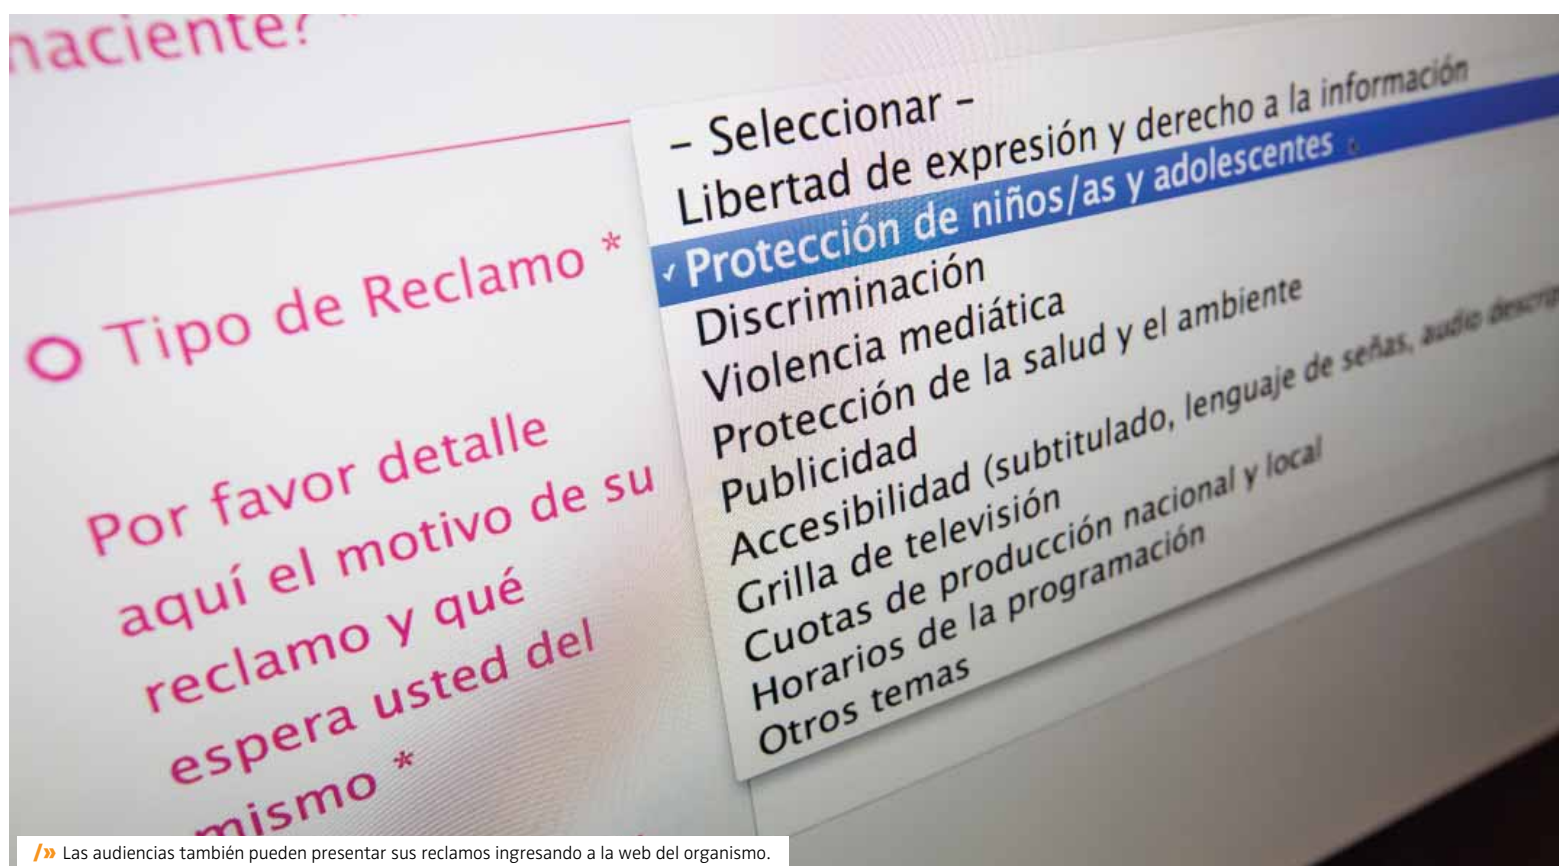 naciente? *
Tipo de Reclamo *
Por favor detalle
aquí el motivo de su
reclamo y qué
espera usted del
mismo *
– Seleccionar –
Libertad de expresión y derecho a la información
✓ Protección de niños/as y adolescentes
Discriminación
Violencia mediática
Protección de la salud y el ambiente
Publicidad
Accesibilidad (subtitulado, lenguaje de señas, audio descrip
Grilla de televisión
Cuotas de producción nacional y local
Horarios de la programación
Otros temas
/» Las audiencias también pueden presentar sus reclamos ingresando a la web del organismo.